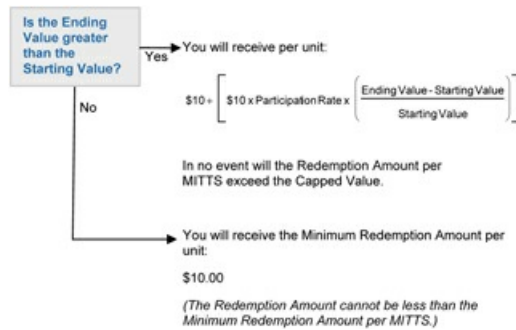 Is the Ending
Value greater
than the
Starting Value?
Yes
You will receive per unit:
$10+ [ $10 x Participation Rate x ( Ending Value - Starting Value
Starting Value ) ]
In no event will the Redemption Amount per
MITTS exceed the Capped Value.
No
You will receive the Minimum Redemption Amount per
unit:
$10.00
(The Redemption Amount cannot be less than the
Minimum Redemption Amount per MITTS.)